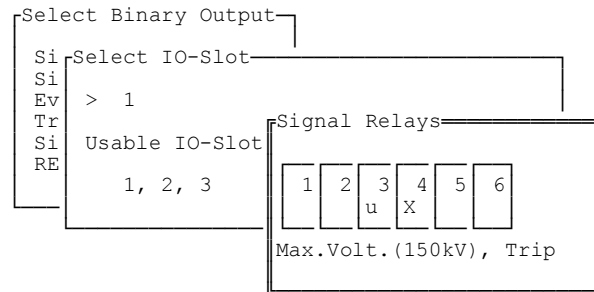 Select Binary Output
Si
Select IO-Slot
Si
Ev
> 1
Tr
Signal Relays
Si
Usable IO-Slot
RE
1 2 3 4 5 6
1, 2, 3
u X
Max.Volt.(150kV), Trip